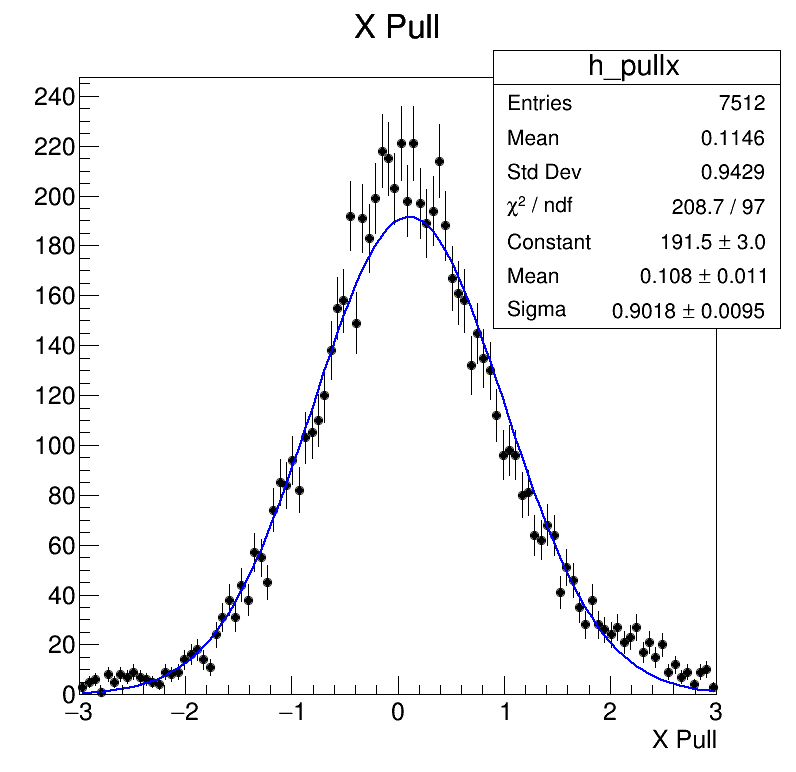 X Pull
h_pullx
Entries 7512
Mean 0.1146
Std Dev 0.9429
χ² / ndf 208.7 / 97
Constant 191.5 ± 3.0
Mean 0.108 ± 0.011
Sigma 0.9018 ± 0.0095
240
220
200
180
160
140
120
100
80
60
40
20
0
−3 −2 −1 0 1 2 3
X Pull